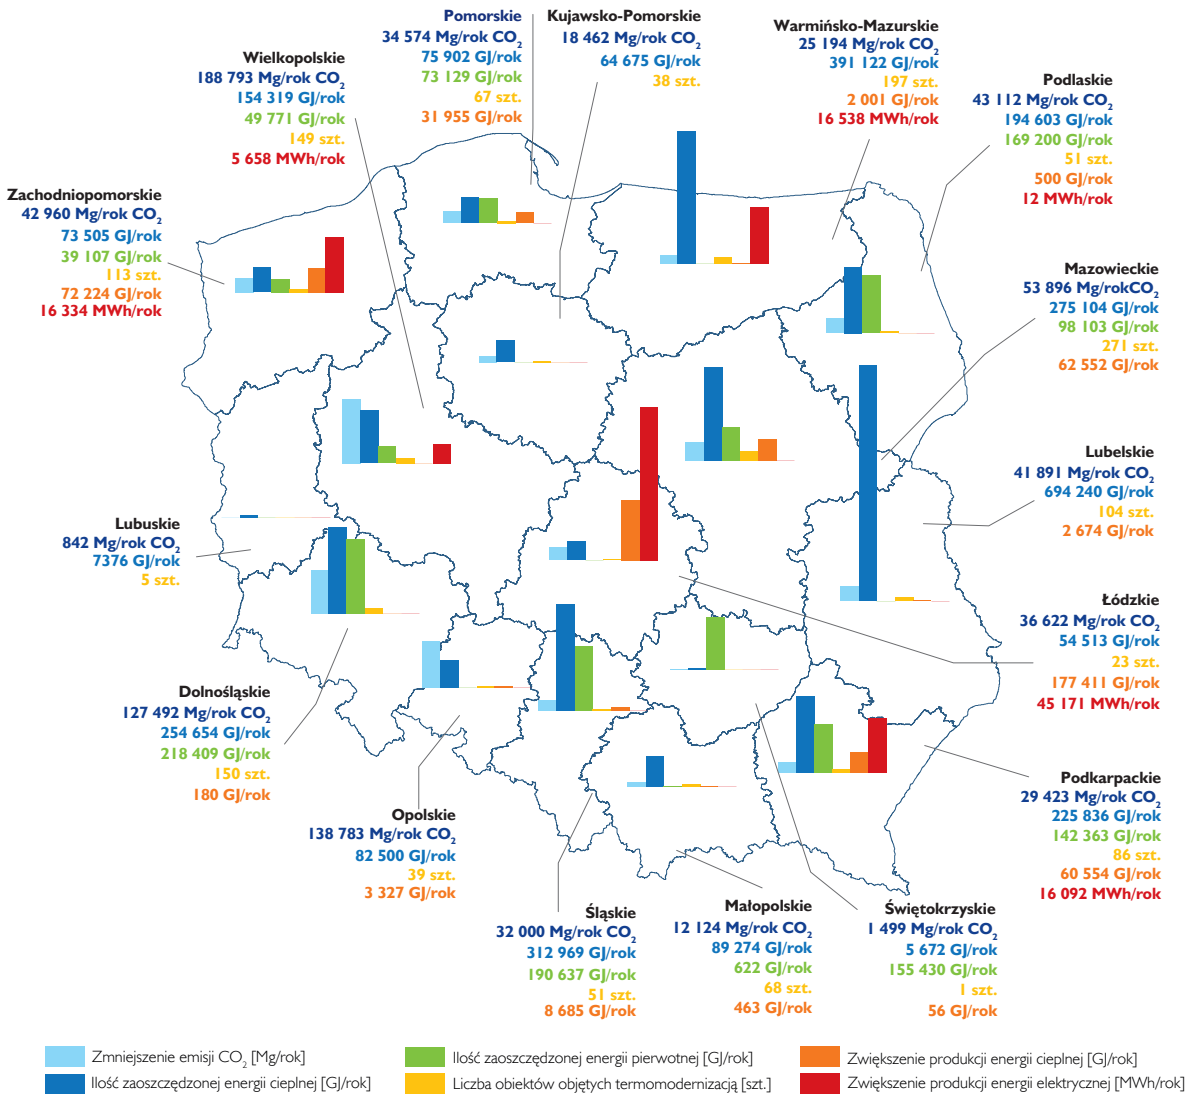 Pomorskie
34 574 Mg/rok CO2
75 902 GJ/rok
73 129 GJ/rok
67 szt.
31 955 GJ/rok
Kujawsko-Pomorskie
18 462 Mg/rok CO2
64 675 GJ/rok
38 szt.
Warmińsko-Mazurskie
25 194 Mg/rok CO2
391 122 GJ/rok
197 szt.
2 001 GJ/rok
16 538 MWh/rok
Wielkopolskie
188 793 Mg/rok CO2
154 319 GJ/rok
49 771 GJ/rok
149 szt.
5 658 MWh/rok
Podlaskie
43 112 Mg/rok CO2
194 603 GJ/rok
169 200 GJ/rok
51 szt.
500 GJ/rok
12 MWh/rok
Zachodniopomorskie
42 960 Mg/rok CO2
73 505 GJ/rok
39 107 GJ/rok
113 szt.
72 224 GJ/rok
16 334 MWh/rok
Mazowieckie
53 896 Mg/rokCO2
275 104 GJ/rok
98 103 GJ/rok
271 szt.
62 552 GJ/rok
Lubelskie
41 891 Mg/rok CO2
694 240 GJ/rok
104 szt.
2 674 GJ/rok
Lubuskie
842 Mg/rok CO2
7376 GJ/rok
5 szt.
Łódzkie
36 622 Mg/rok CO2
54 513 GJ/rok
23 szt.
177 411 GJ/rok
45 171 MWh/rok
Dolnośląskie
127 492 Mg/rok CO2
254 654 GJ/rok
218 409 GJ/rok
150 szt.
180 GJ/rok
Podkarpackie
29 423 Mg/rok CO2
225 836 GJ/rok
142 363 GJ/rok
86 szt.
60 554 GJ/rok
16 092 MWh/rok
Opolskie
138 783 Mg/rok CO2
82 500 GJ/rok
39 szt.
3 327 GJ/rok
Śląskie
32 000 Mg/rok CO2
312 969 GJ/rok
190 637 GJ/rok
51 szt.
8 685 GJ/rok
Małopolskie
12 124 Mg/rok CO2
89 274 GJ/rok
622 GJ/rok
68 szt.
463 GJ/rok
Świętokrzyskie
1 499 Mg/rok CO2
5 672 GJ/rok
155 430 GJ/rok
1 szt.
56 GJ/rok
Zmniejszenie emisji CO2 [Mg/rok]
Ilość zaoszczędzonej energii cieplnej [GJ/rok]
Ilość zaoszczędzonej energii pierwotnej [GJ/rok]
Liczba obiektów objętych termomodernizacją [szt.]
Zwiększenie produkcji energii cieplnej [GJ/rok]
Zwiększenie produkcji energii elektrycznej [MWh/rok]